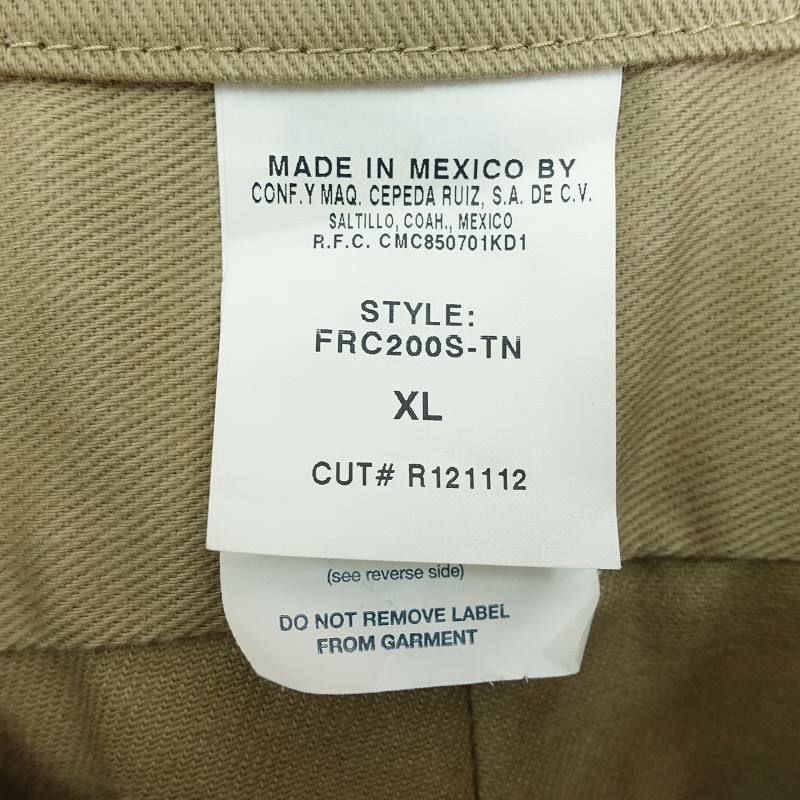 MADE IN MEXICO BY
CONF.Y MAQ. CEPEDA RUIZ, S.A. DE C.V.
SALTILLO, COAH., MEXICO
R.F.C. CMC850701KD1
STYLE:
FRC200S-TN
XL
CUT# R121112
(see reverse side)
DO NOT REMOVE LABEL
FROM GARMENT